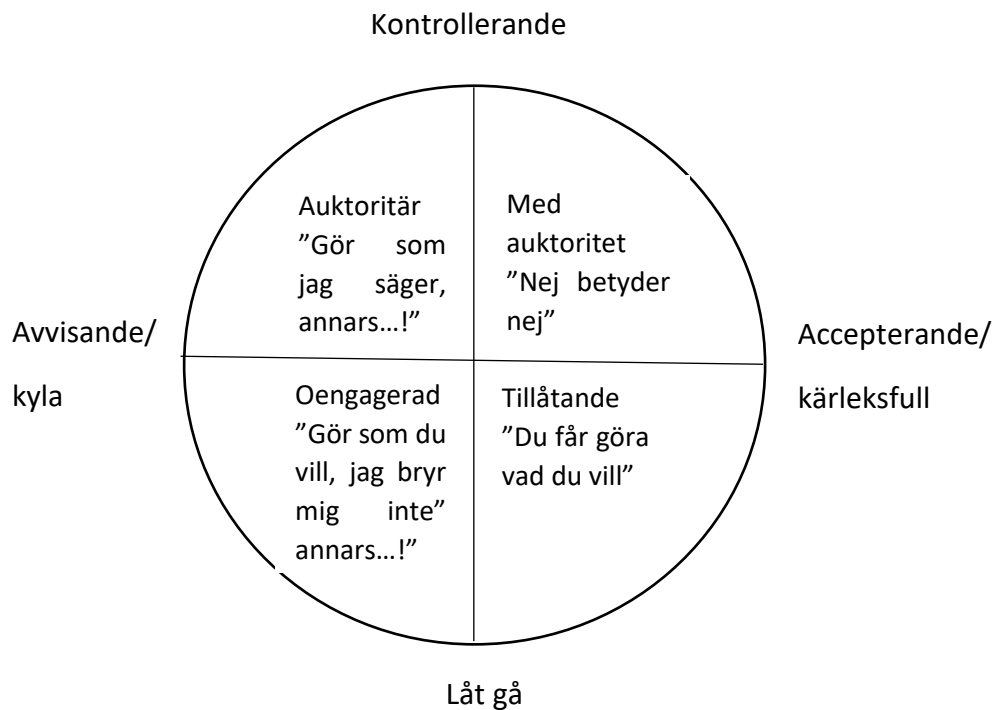 Kontrollerande
Auktoritär
”Gör som
jag säger,
annars…!”
Med
auktoritet
”Nej betyder
nej”
Avvisande/
kyla
Accepterande/
kärleksfull
Oengagerad
”Gör som du
vill, jag bryr
mig inte”
annars…!”
Tillåtande
”Du får göra
vad du vill”
Låt gå